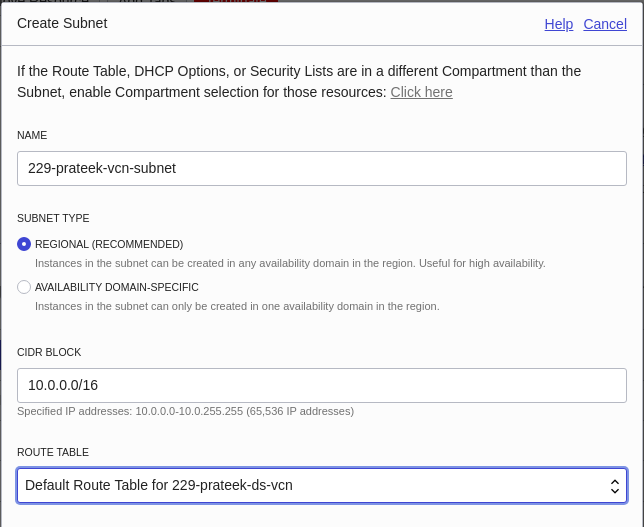 Create Subnet
Help Cancel
If the Route Table, DHCP Options, or Security Lists are in a different Compartment than the
Subnet, enable Compartment selection for those resources: Click here
NAME
229-prateek-vcn-subnet
SUBNET TYPE
REGIONAL (RECOMMENDED)
Instances in the subnet can be created in any availability domain in the region. Useful for high availability.
AVAILABILITY DOMAIN-SPECIFIC
Instances in the subnet can only be created in one availability domain in the region.
CIDR BLOCK
10.0.0.0/16
Specified IP addresses: 10.0.0.0-10.0.255.255 (65,536 IP addresses)
ROUTE TABLE
Default Route Table for 229-prateek-ds-vcn